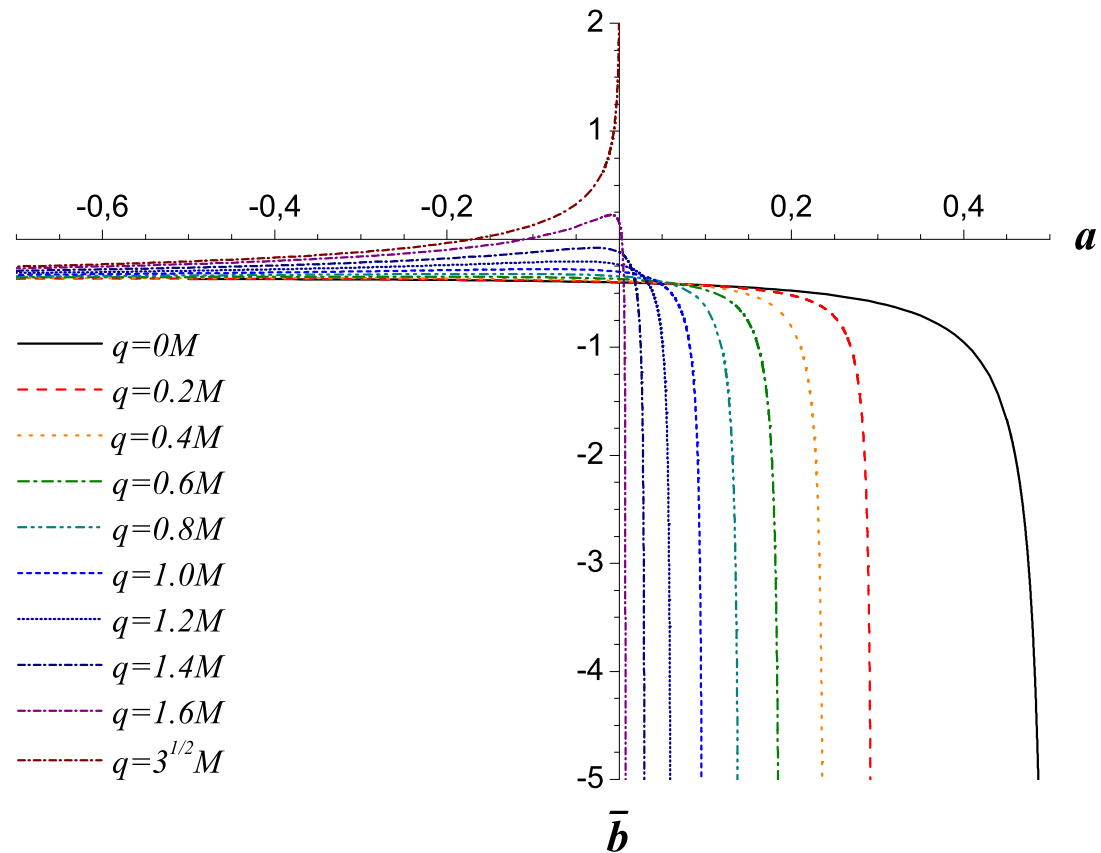 2
1
-0,6 -0,4 -0,2 0,2 0,4
a
q=0M
-1
q=0.2M
q=0.4M
-2
q=0.6M
q=0.8M
-3
q=1.0M
q=1.2M
-4
q=1.4M
q=1.6M
q=3^{1/2}M
-5
b̄